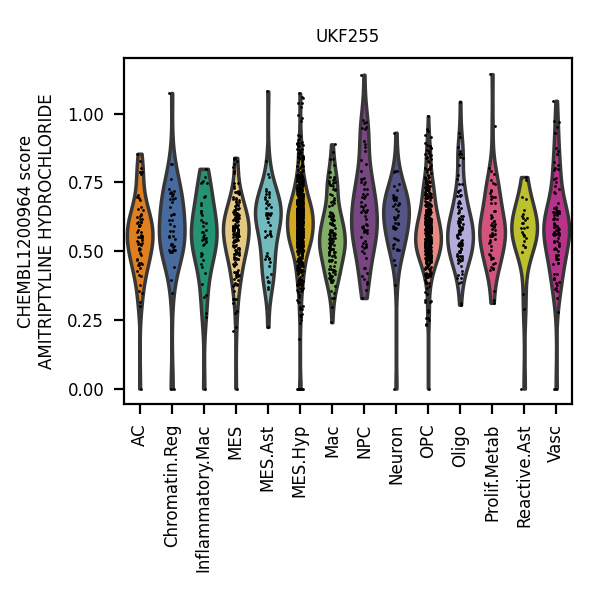 UKF255
CHEMBL1200964 score
AMITRIPTYLINE HYDROCHLORIDE
1.00
0.75
0.50
0.25
0.00
AC
Chromatin.Reg
Inflammatory.Mac
MES
MES.Ast
MES.Hyp
Mac
NPC
Neuron
OPC
Oligo
Prolif.Metab
Reactive.Ast
Vasc